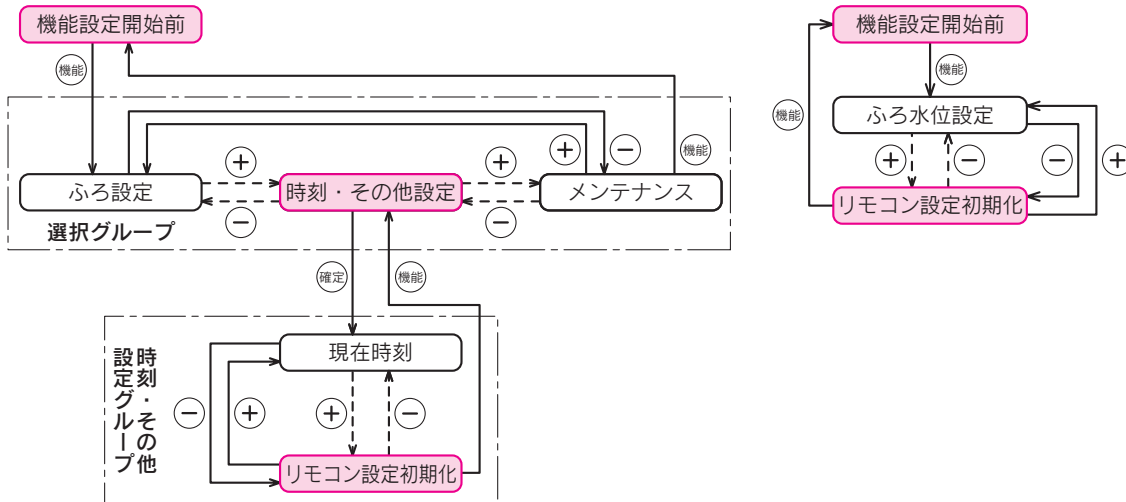 機能設定開始前
機能
ふろ設定
+
−
時刻・その他設定
+
−
+
−
機能
メンテナンス
選択グループ
確定
機能
時刻・その他
設定グループ
現在時刻
−
+
+
−
リモコン設定初期化
機能設定開始前
機能
機能
ふろ水位設定
+
−
−
+
リモコン設定初期化